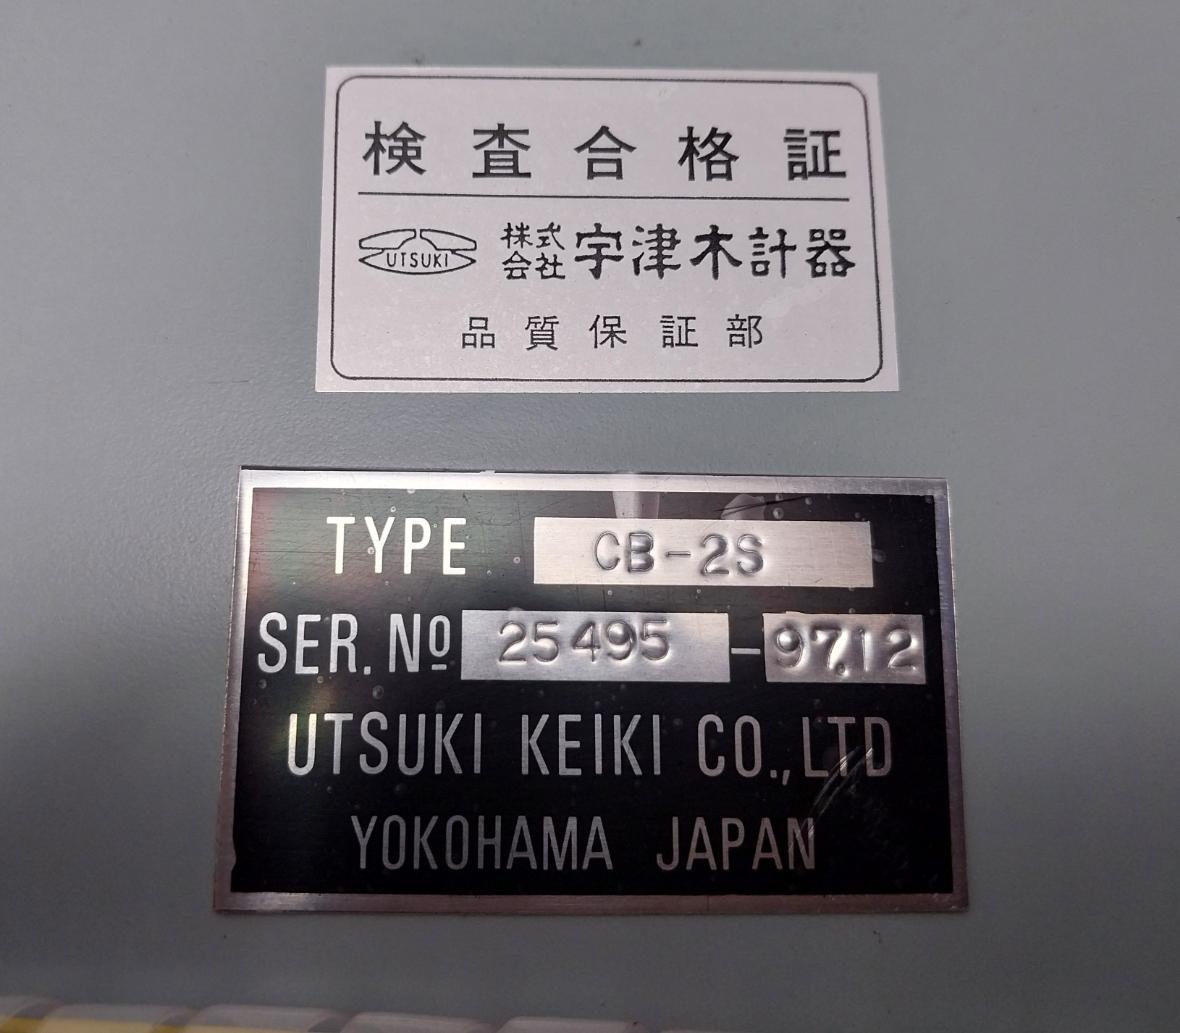 検査合格証
UTSUKI 株式会社 宇津木計器
品質保証部
TYPE CB-2S
SER. Nº 25495-97.12
UTSUKI KEIKI CO.,LTD
YOKOHAMA JAPAN